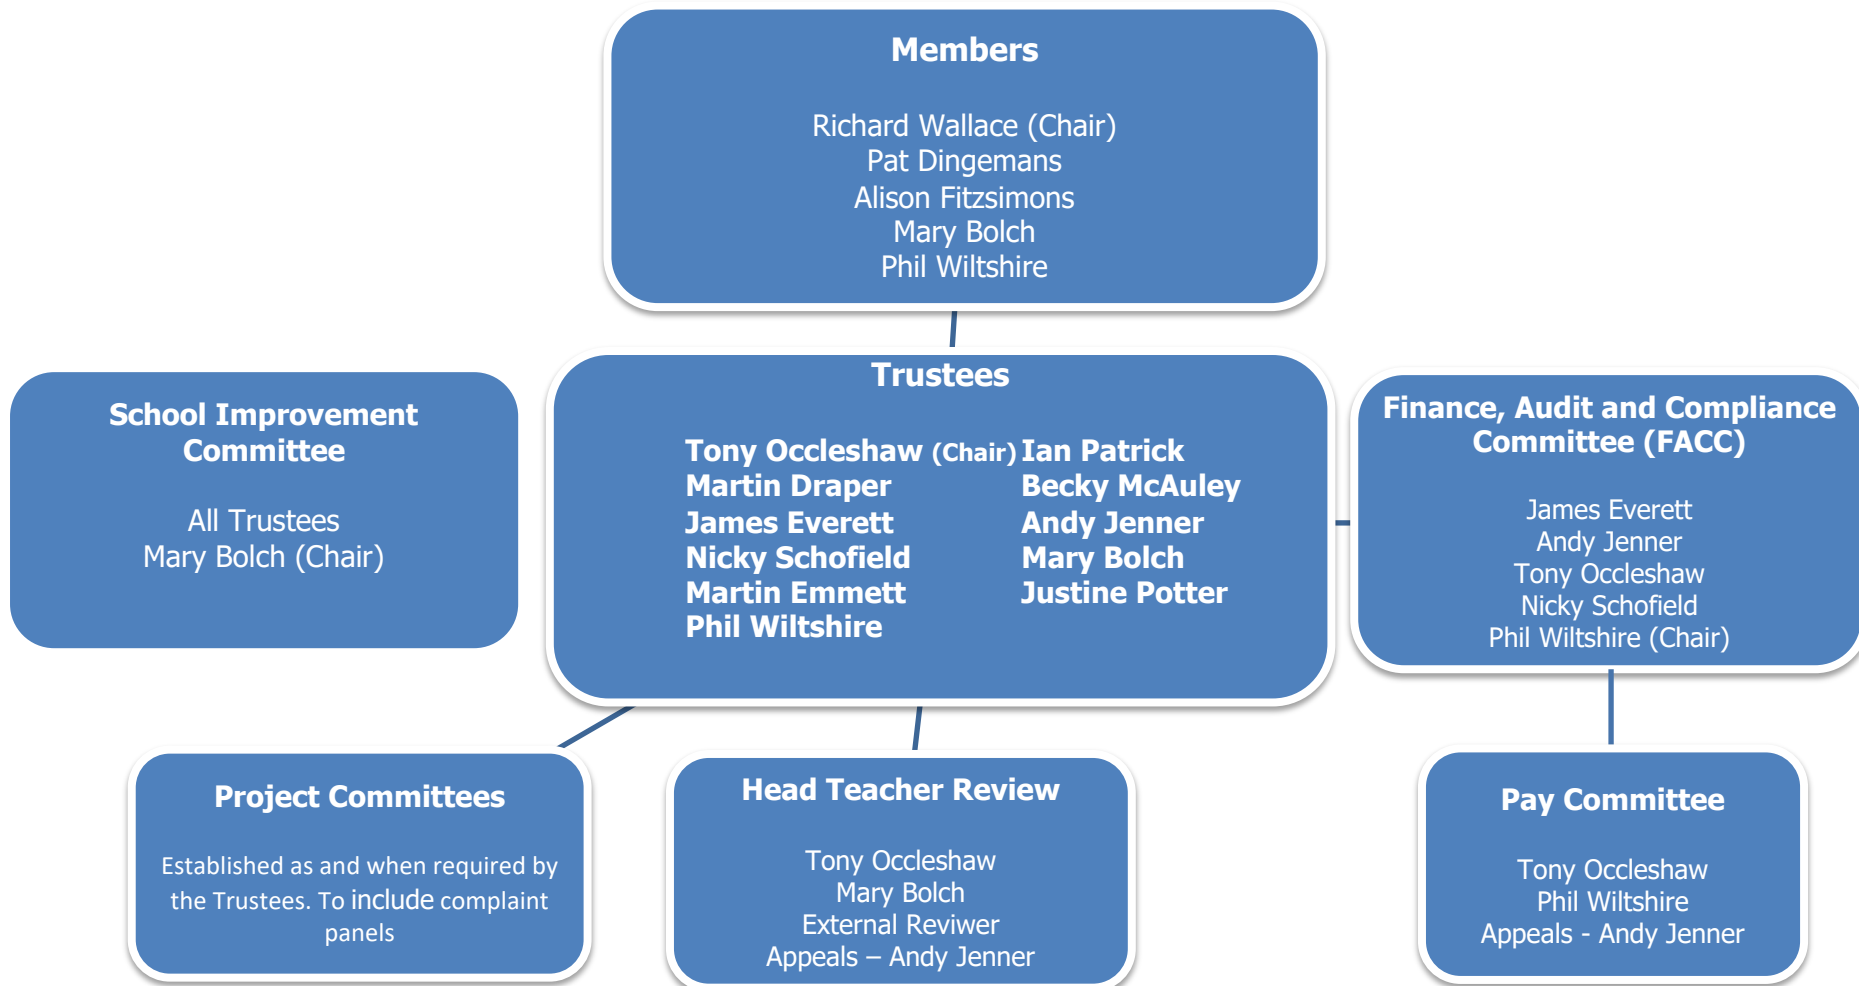 Members
Richard Wallace (Chair)
Pat Dingemans
Alison Fitzsimons
Mary Bolch
Phil Wiltshire
School Improvement
Committee
All Trustees
Mary Bolch (Chair)
Trustees
Tony Occleshaw (Chair) Ian Patrick
Martin Draper Becky McAuley
James Everett Andy Jenner
Nicky Schofield Mary Bolch
Martin Emmett Justine Potter
Phil Wiltshire
Finance, Audit and Compliance
Committee (FACC)
James Everett
Andy Jenner
Tony Occleshaw
Nicky Schofield
Phil Wiltshire (Chair)
Project Committees
Established as and when required by
the Trustees. To include complaint
panels
Head Teacher Review
Tony Occleshaw
Mary Bolch
External Reviwer
Appeals – Andy Jenner
Pay Committee
Tony Occleshaw
Phil Wiltshire
Appeals - Andy Jenner